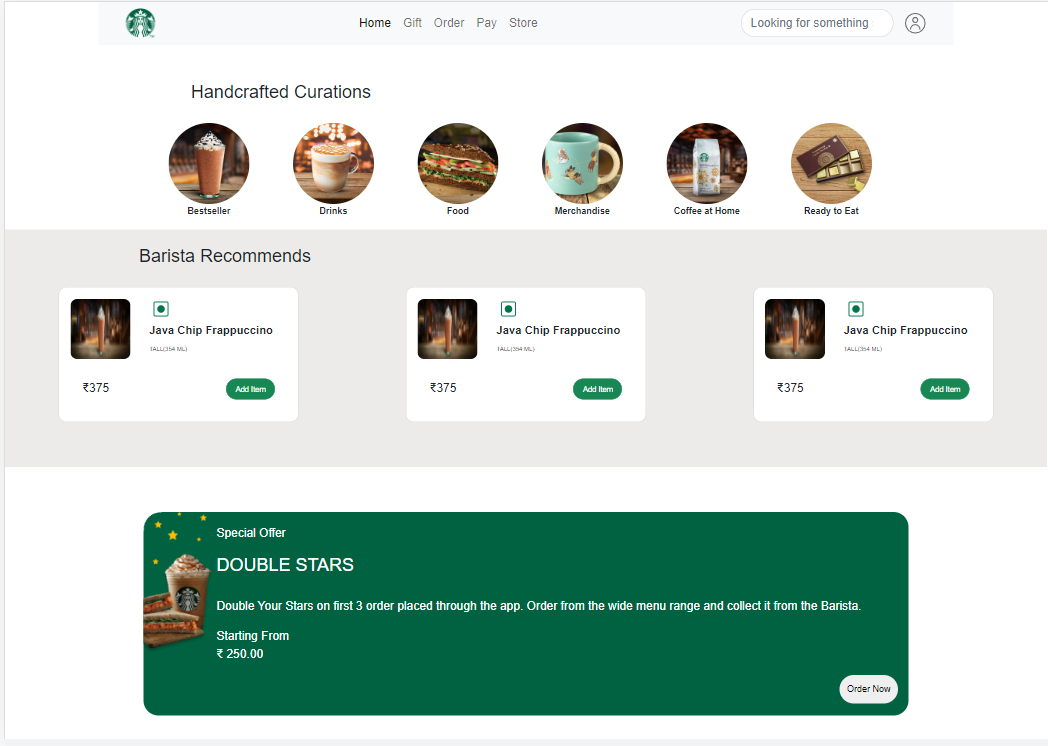 Home Gift Order Pay Store Looking for something
Handcrafted Curations
Bestseller Drinks Food Merchandise Coffee at Home Ready to Eat
Barista Recommends
Java Chip Frappuccino Java Chip Frappuccino Java Chip Frappuccino
TALL(354 ML) TALL(354 ML) TALL(354 ML)
₹375 Add Item ₹375 Add Item ₹375 Add Item
Special Offer
DOUBLE STARS
Double Your Stars on first 3 order placed through the app. Order from the wide menu range and collect it from the Barista.
Starting From
₹ 250.00
Order Now